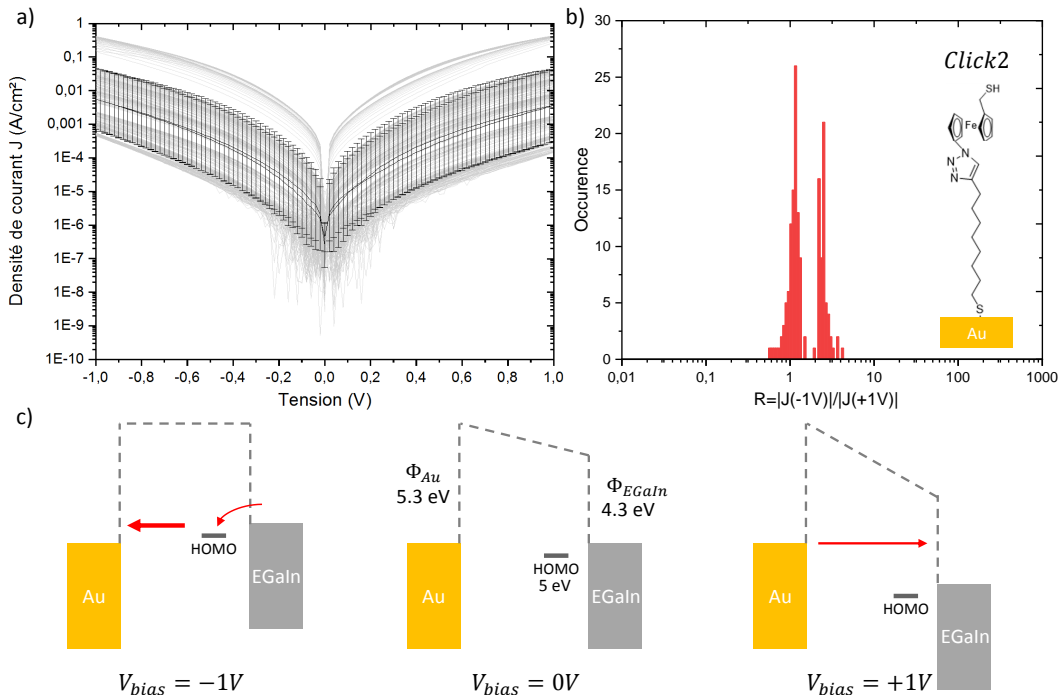 a)
Densité de courant J (A/cm²)
1
0,1
0,01
0,001
1E-4
1E-5
1E-6
1E-7
1E-8
1E-9
1E-10
-1,0 -0,8 -0,6 -0,4 -0,2 0,0 0,2 0,4 0,6 0,8 1,0
Tension (V)
b)
Occurence
30
25
20
15
10
5
0
0,01 0,1 1 10 100 1000
R=|J(-1V)|/|J(+1V)|
Click2
SH
Fe
N
N
N
S
Au
c)
HOMO
Au
EGaIn
V_bias = −1V
Φ_Au
5.3 eV
Φ_EGaIn
4.3 eV
HOMO
5 eV
Au
EGaIn
V_bias = 0V
HOMO
Au
EGaIn
V_bias = +1V